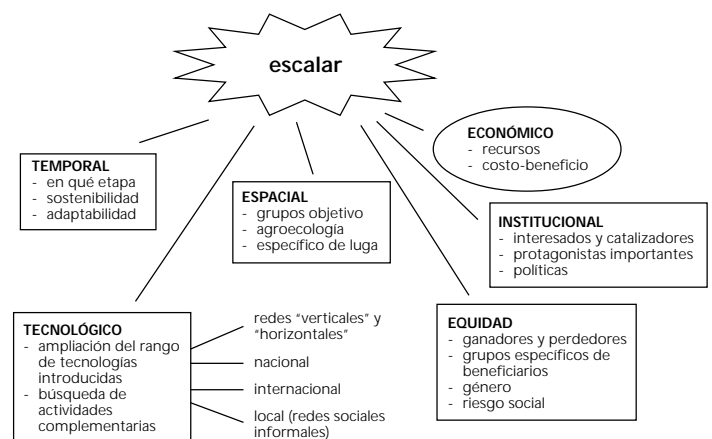 escalar
ECONÓMICO
- recursos
- costo-beneficio
TEMPORAL
- en qué etapa
- sostenibilidad
- adaptabilidad
ESPACIAL
- grupos objetivo
- agroecología
- específico de luga
INSTITUCIONAL
- interesados y catalizadores
- protagonistas importantes
- políticas
TECNOLÓGICO
- ampliación del rango
de tecnologías
introducidas
- búsqueda de
actividades
complementarias
redes "verticales" y
"horizontales"
nacional
internacional
local (redes sociales
informales)
EQUIDAD
- ganadores y perdedores
- grupos específicos de
beneficiarios
- género
- riesgo social